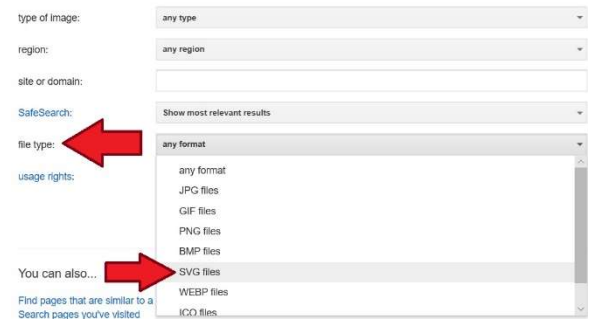 type of image: any type
region: any region
site or domain:
SafeSearch: Show most relevant results
file type: any format
usage rights:
any format
JPG files
GIF files
PNG files
BMP files
SVG files
WEBP files
ICO files
You can also...
Find pages that are similar to a
Search pages you've visited